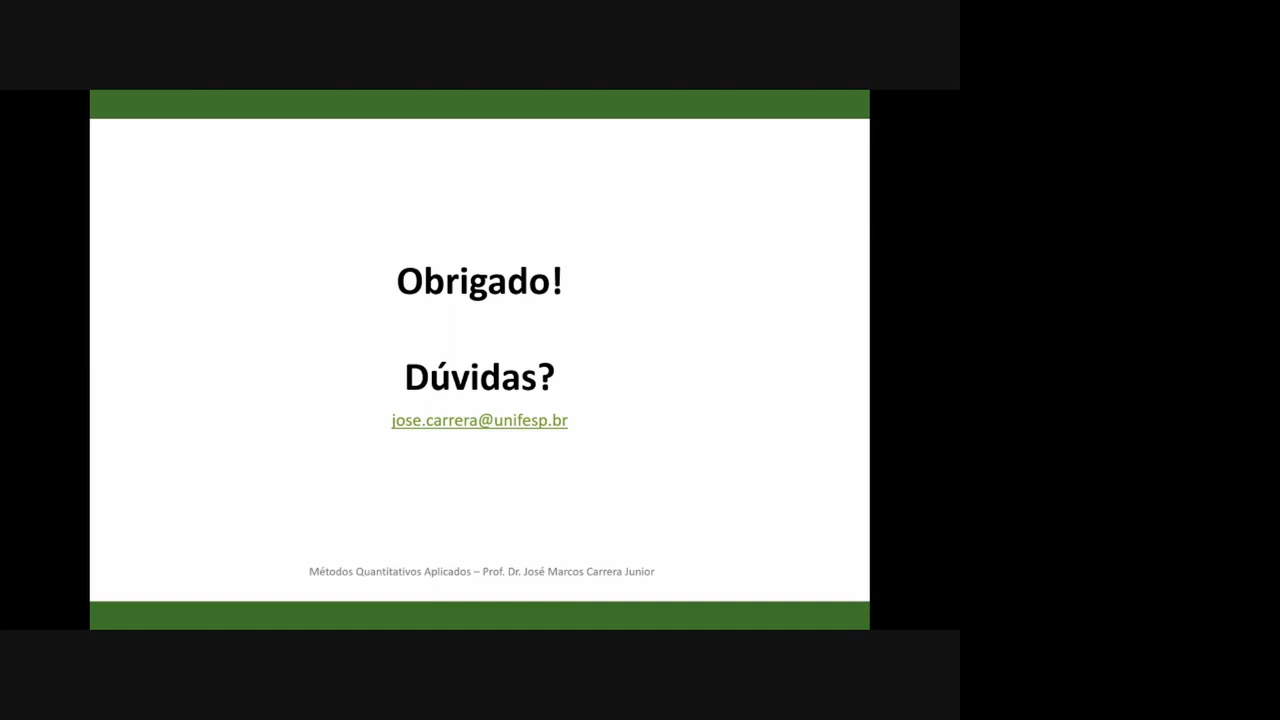 Obrigado!
Dúvidas?
jose.carrera@unifesp.br
Métodos Quantitativos Aplicados – Prof. Dr. José Marcos Carrera Junior